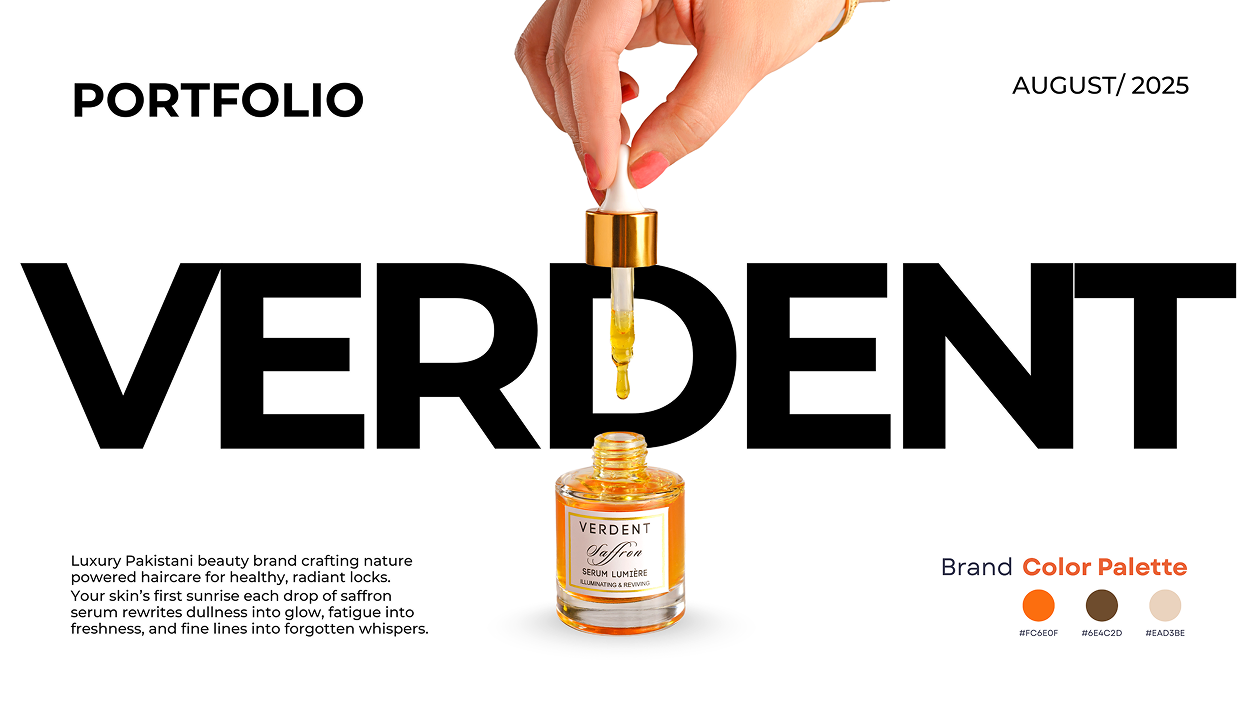 PORTFOLIO
AUGUST/ 2025
VERDENT
VERDENT
Saffron
SERUM LUMIÈRE
ILLUMINATING & REVIVING
Luxury Pakistani beauty brand crafting nature
powered haircare for healthy, radiant locks.
Your skin’s first sunrise each drop of saffron
serum rewrites dullness into glow, fatigue into
freshness, and fine lines into forgotten whispers.
Brand Color Palette
#FC6E0F #6E4C2D #EAD3BE